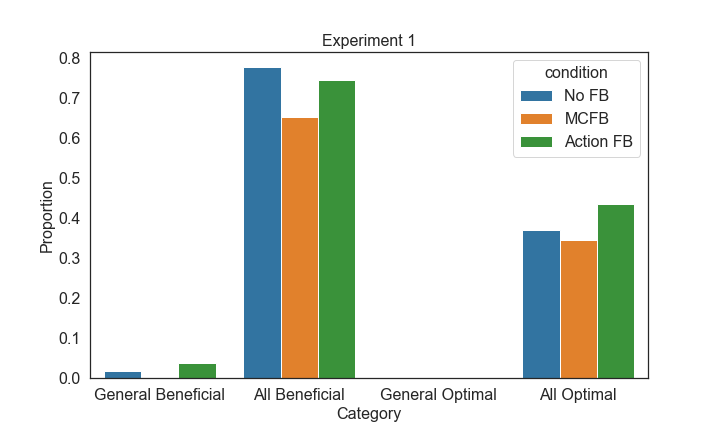 Experiment 1
condition
No FB
MCFB
Action FB
Proportion
0.8
0.7
0.6
0.5
0.4
0.3
0.2
0.1
0.0
General Beneficial
All Beneficial
General Optimal
All Optimal
Category